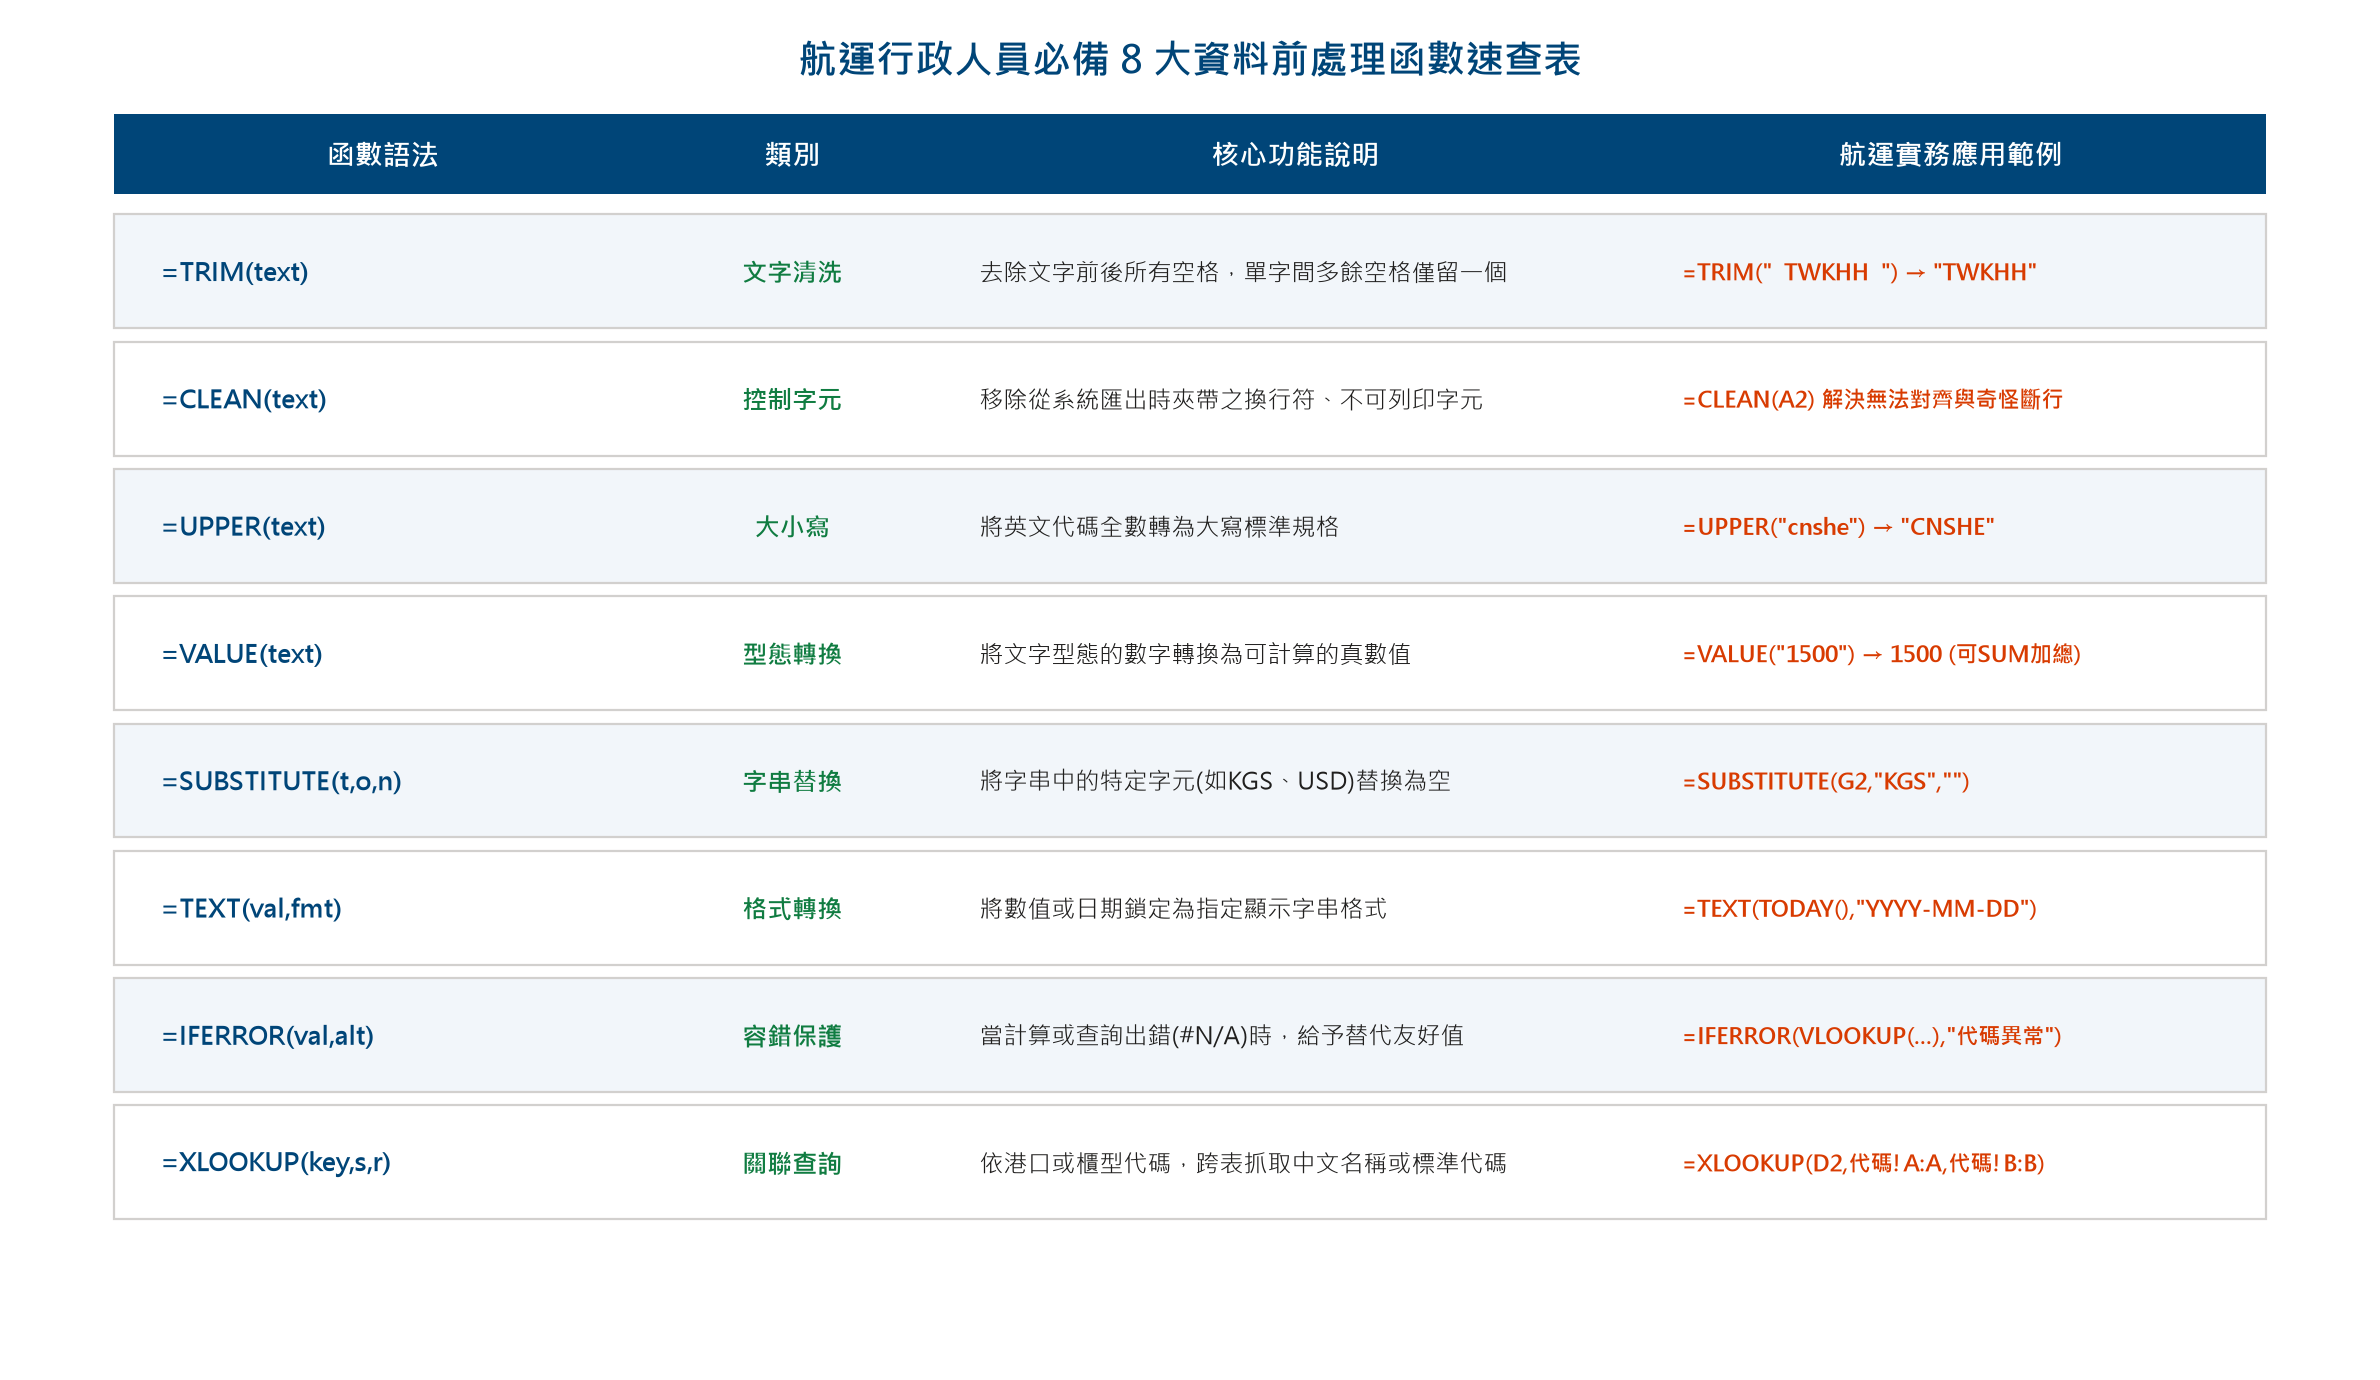 航運行政人員必備 8 大資料前處理函數速查表
函數語法 類別 核心功能說明 航運實務應用範例
=TRIM(text) 文字清洗 去除文字前後所有空格，單字間多餘空格僅留一個 =TRIM("  TWKHH  ") → "TWKHH"
=CLEAN(text) 控制字元 移除從系統匯出時夾帶之換行符、不可列印字元 =CLEAN(A2) 解決無法對齊與奇怪斷行
=UPPER(text) 大小寫 將英文代碼全數轉為大寫標準規格 =UPPER("cnshe") → "CNSHE"
=VALUE(text) 型態轉換 將文字型態的數字轉換為可計算的真數值 =VALUE("1500") → 1500 (可SUM加總)
=SUBSTITUTE(t,o,n) 字串替換 將字串中的特定字元(如KGS、USD)替換為空 =SUBSTITUTE(G2,"KGS","")
=TEXT(val,fmt) 格式轉換 將數值或日期鎖定為指定顯示字串格式 =TEXT(TODAY(),"YYYY-MM-DD")
=IFERROR(val,alt) 容錯保護 當計算或查詢出錯(#N/A)時，給予替代友好值 =IFERROR(VLOOKUP(...),"代碼異常")
=XLOOKUP(key,s,r) 關聯查詢 依港口或櫃型代碼，跨表抓取中文名稱或標準代碼 =XLOOKUP(D2,代碼!A:A,代碼!B:B)